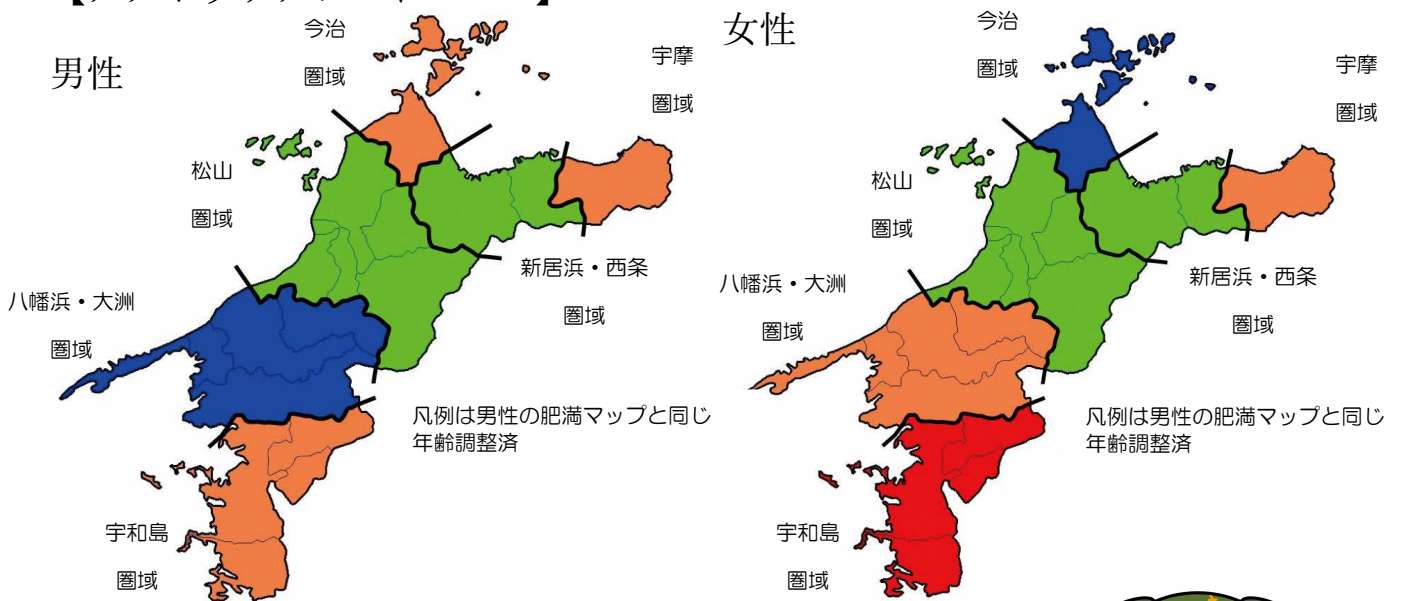 男性
今治
圏域
宇摩
圏域
松山
圏域
新居浜・西条
圏域
八幡浜・大洲
圏域
凡例は男性の肥満マップと同じ
年齢調整済
宇和島
圏域
女性
今治
圏域
宇摩
圏域
松山
圏域
新居浜・西条
圏域
八幡浜・大洲
圏域
凡例は男性の肥満マップと同じ
年齢調整済
宇和島
圏域